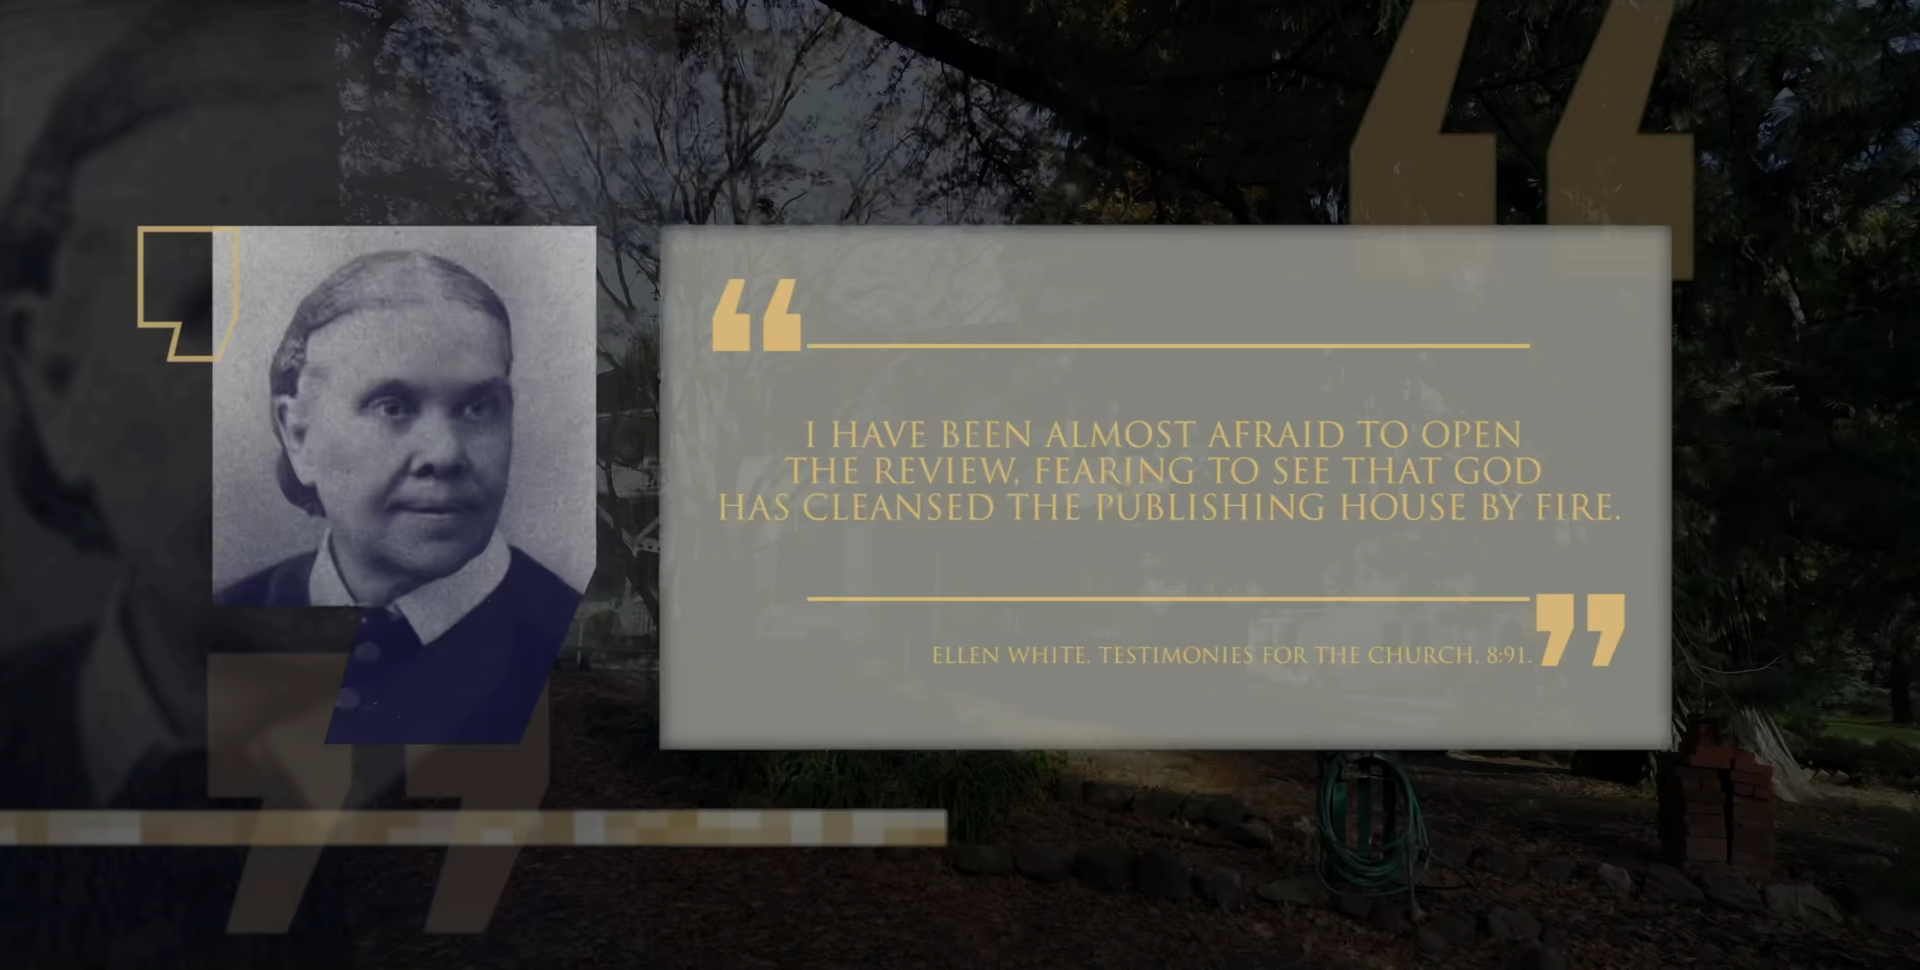 “
I HAVE BEEN ALMOST AFRAID TO OPEN
THE REVIEW, FEARING TO SEE THAT GOD
HAS CLEANSED THE PUBLISHING HOUSE BY FIRE.
ELLEN WHITE, TESTIMONIES FOR THE CHURCH, 8:91.
”